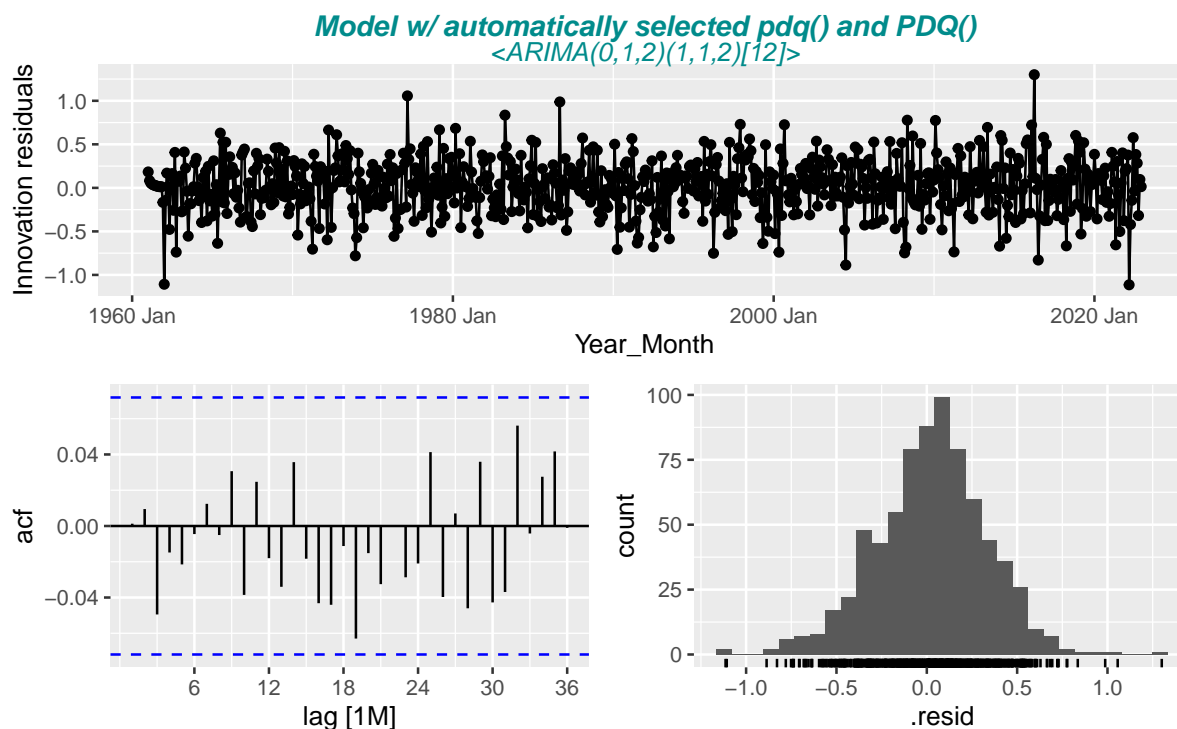 Model w/ automatically selected pdq() and PDQ()
<ARIMA(0,1,2)(1,1,2)[12]>
Innovation residuals
1.0
0.5
0.0
−0.5
−1.0
1960 Jan
1980 Jan
2000 Jan
2020 Jan
Year_Month
acf
0.04
0.00
−0.04
6
12
18
24
30
36
lag [1M]
count
100
75
50
25
0
−1.0
−0.5
0.0
0.5
1.0
.resid